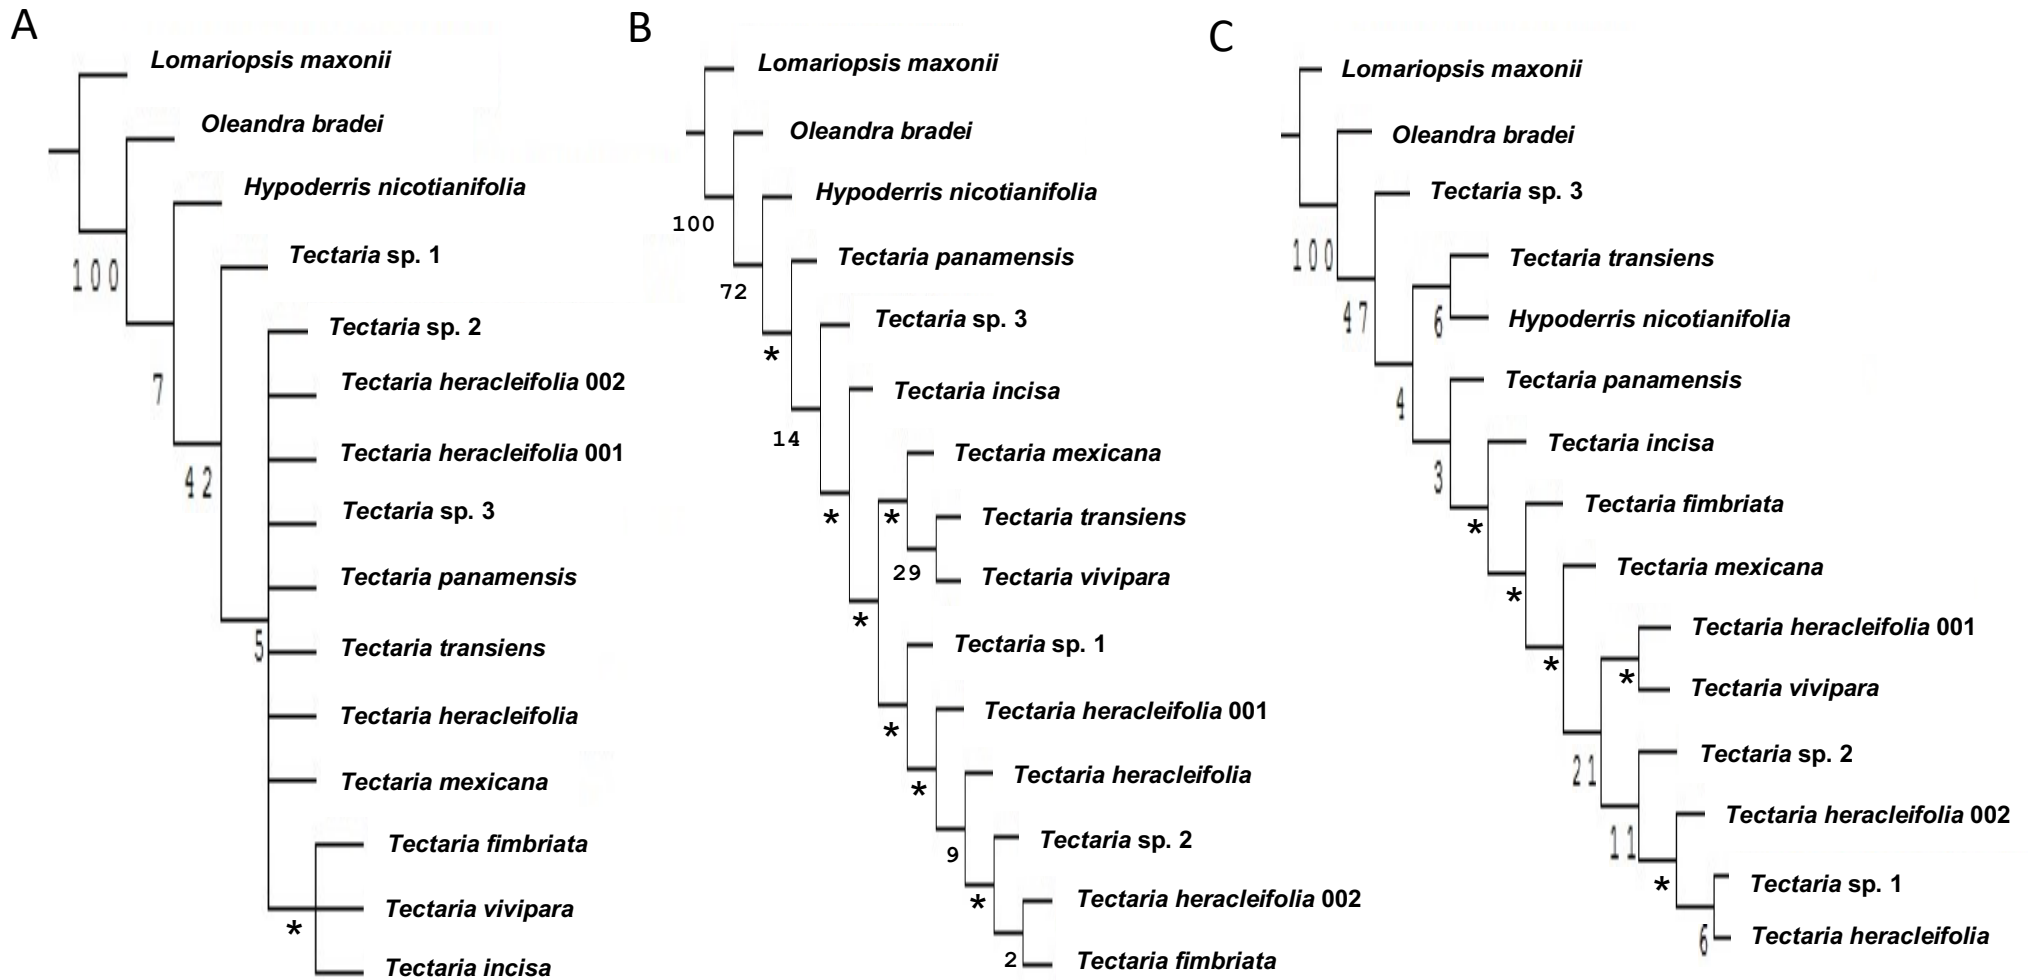 A
Lomariopsis maxonii
Oleandra bradei
Hypoderris nicotianifolia
100
Tectaria sp. 1
Tectaria sp. 2
7
Tectaria heracleifolia 002
Tectaria heracleifolia 001
42
Tectaria sp. 3
Tectaria panamensis
5
Tectaria transiens
Tectaria heracleifolia
Tectaria mexicana
Tectaria fimbriata
Tectaria vivipara
*
Tectaria incisa
B
Lomariopsis maxonii
Oleandra bradei
Hypoderris nicotianifolia
100
Tectaria panamensis
72
Tectaria sp. 3
*
Tectaria incisa
14
Tectaria mexicana
*
*
Tectaria transiens
29
Tectaria vivipara
*
Tectaria sp. 1
Tectaria heracleifolia 001
*
Tectaria heracleifolia
*
Tectaria sp. 2
9
Tectaria heracleifolia 002
*
Tectaria fimbriata
2
C
Lomariopsis maxonii
Oleandra bradei
Tectaria sp. 3
100
Tectaria transiens
47
6
Hypoderris nicotianifolia
Tectaria panamensis
4
Tectaria incisa
3
Tectaria fimbriata
*
Tectaria mexicana
*
Tectaria heracleifolia 001
*
*
Tectaria vivipara
Tectaria sp. 2
21
Tectaria heracleifolia 002
11
Tectaria sp. 1
*
Tectaria heracleifolia
6